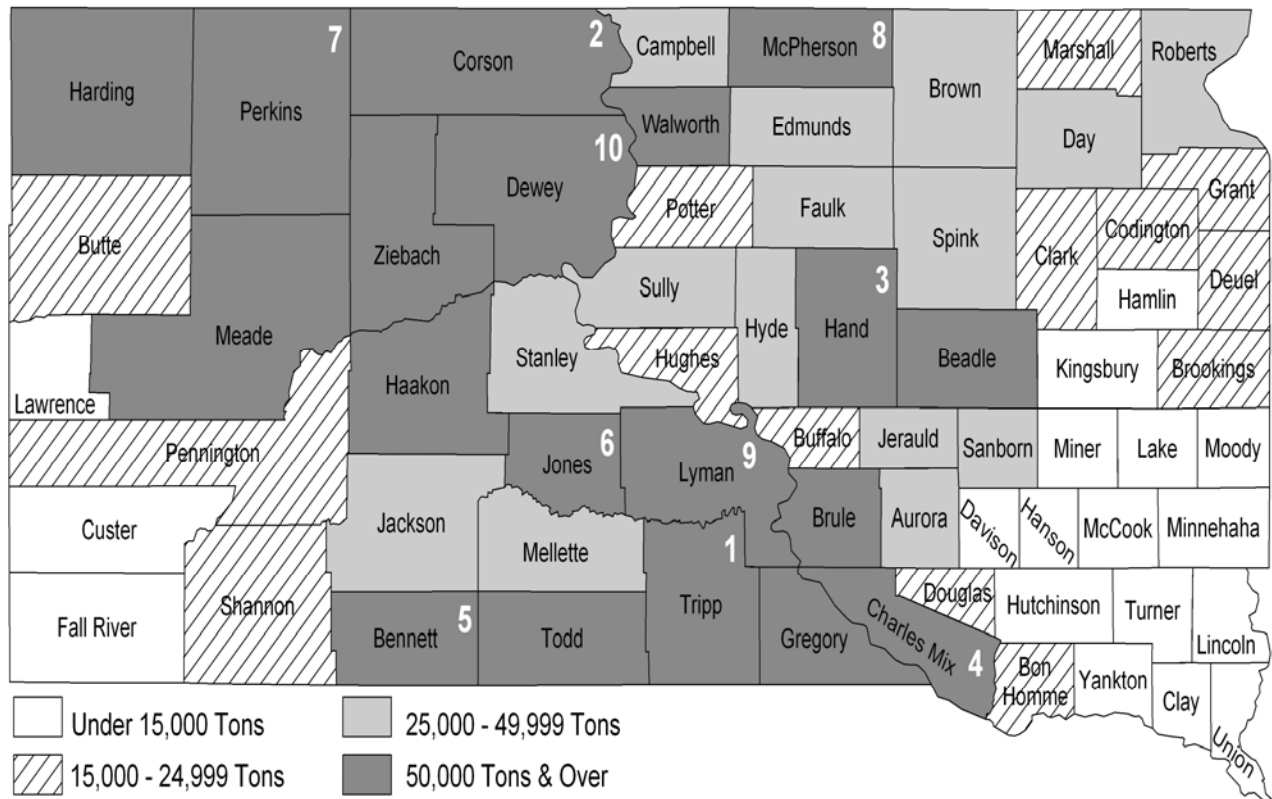 Harding
Perkins
7
Corson
2
Campbell
McPherson
8
Brown
Marshall
Roberts
Walworth
Edmunds
Day
10
Dewey
Ziebach
Butte
Potter
Faulk
Spink
Clark
Codington
Grant
Hamlin
Deuel
Meade
Sully
Hyde
Hand
3
Stanley
Hughes
Haakon
Beadle
Kingsbury
Brookings
Lawrence
Pennington
Jones
6
Lyman
9
Buffalo
Jerauld
Sanborn
Miner
Lake
Moody
Custer
Jackson
Mellette
Brule
Aurora
Davison
Hanson
McCook
Minnehaha
Fall River
Shannon
Bennett
5
Todd
Tripp
1
Gregory
Charles Mix
4
Douglas
Hutchinson
Turner
Lincoln
Bon
Homme
Yankton
Clay
Union
Under 15,000 Tons
25,000 - 49,999 Tons
15,000 - 24,999 Tons
50,000 Tons & Over